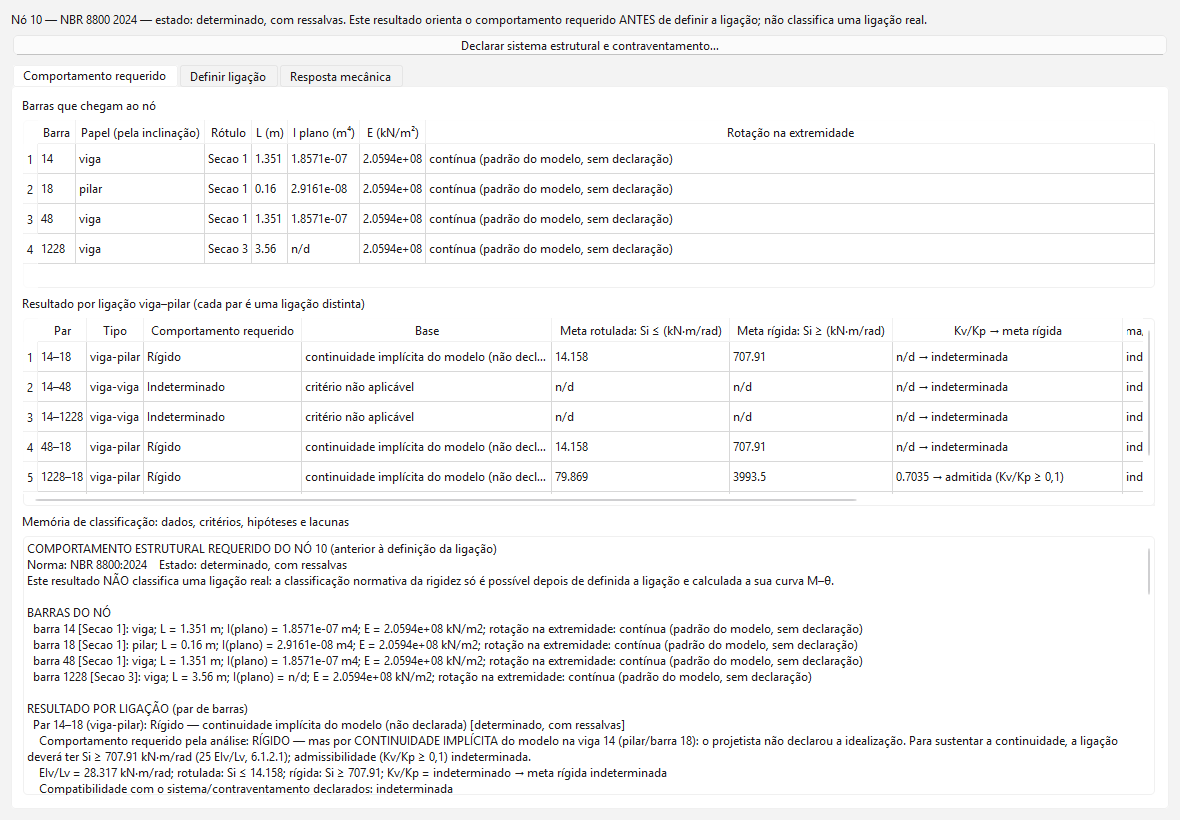 Nó 10 — NBR 8800 2024 — estado: determinado, com ressalvas. Este resultado orienta o comportamento requerido ANTES de definir a ligação; não classifica uma ligação real.
Declarar sistema estrutural e contraventamento...
Comportamento requerido Definir ligação Resposta mecânica
Barras que chegam ao nó
Barra Papel (pela inclinação) Rótulo L (m) I plano (m⁴) E (kN/m²) Rotação na extremidade
1 14 viga Secao 1 1.351 1.8571e-07 2.0594e+08 contínua (padrão do modelo, sem declaração)
2 18 pilar Secao 1 0.16 2.9161e-08 2.0594e+08 contínua (padrão do modelo, sem declaração)
3 48 viga Secao 1 1.351 1.8571e-07 2.0594e+08 contínua (padrão do modelo, sem declaração)
4 1228 viga Secao 3 3.56 n/d 2.0594e+08 contínua (padrão do modelo, sem declaração)
Resultado por ligação viga–pilar (cada par é uma ligação distinta)
Par Tipo Comportamento requerido Base Meta rotulada: Si ≤ (kN·m/rad) Meta rígida: Si ≥ (kN·m/rad) Kv/Kp → meta rígida ma,
1 14–18 viga-pilar Rígido continuidade implícita do modelo (não decl... 14.158 707.91 n/d → indeterminada ind
2 14–48 viga-viga Indeterminado critério não aplicável n/d n/d n/d → indeterminada ind
3 14–1228 viga-viga Indeterminado critério não aplicável n/d n/d n/d → indeterminada ind
4 48–18 viga-pilar Rígido continuidade implícita do modelo (não decl... 14.158 707.91 n/d → indeterminada ind
5 1228–18 viga-pilar Rígido continuidade implícita do modelo (não decl... 79.869 3993.5 0.7035 → admitida (Kv/Kp ≥ 0,1) ind
Memória de classificação: dados, critérios, hipóteses e lacunas
COMPORTAMENTO ESTRUTURAL REQUERIDO DO NÓ 10 (anterior à definição da ligação)
Norma: NBR 8800:2024 Estado: determinado, com ressalvas
Este resultado NÃO classifica uma ligação real: a classificação normativa da rigidez só é possível depois de definida a ligação e calculada a sua curva M–θ.
BARRAS DO NÓ
barra 14 [Secao 1]: viga; L = 1.351 m; I(plano) = 1.8571e-07 m4; E = 2.0594e+08 kN/m2; rotação na extremidade: contínua (padrão do modelo, sem declaração)
barra 18 [Secao 1]: pilar; L = 0.16 m; I(plano) = 2.9161e-08 m4; E = 2.0594e+08 kN/m2; rotação na extremidade: contínua (padrão do modelo, sem declaração)
barra 48 [Secao 1]: viga; L = 1.351 m; I(plano) = 1.8571e-07 m4; E = 2.0594e+08 kN/m2; rotação na extremidade: contínua (padrão do modelo, sem declaração)
barra 1228 [Secao 3]: viga; L = 3.56 m; I(plano) = n/d; E = 2.0594e+08 kN/m2; rotação na extremidade: contínua (padrão do modelo, sem declaração)
RESULTADO POR LIGAÇÃO (par de barras)
Par 14–18 (viga-pilar): Rígido — continuidade implícita do modelo (não declarada) [determinado, com ressalvas]
Comportamento requerido pela análise: RÍGIDO — mas por CONTINUIDADE IMPLÍCITA do modelo na viga 14 (pilar/barra 18): o projetista não declarou a idealização. Para sustentar a continuidade, a ligação
deverá ter Si ≥ 707.91 kN·m/rad (25 EIv/Lv, 6.1.2.1); admissibilidade (Kv/Kp ≥ 0,1) indeterminada.
EIv/Lv = 28.317 kN·m/rad; rotulada: Si ≤ 14.158; rígida: Si ≥ 707.91; Kv/Kp = indeterminado → meta rígida indeterminada
Compatibilidade com o sistema/contraventamento declarados: indeterminada